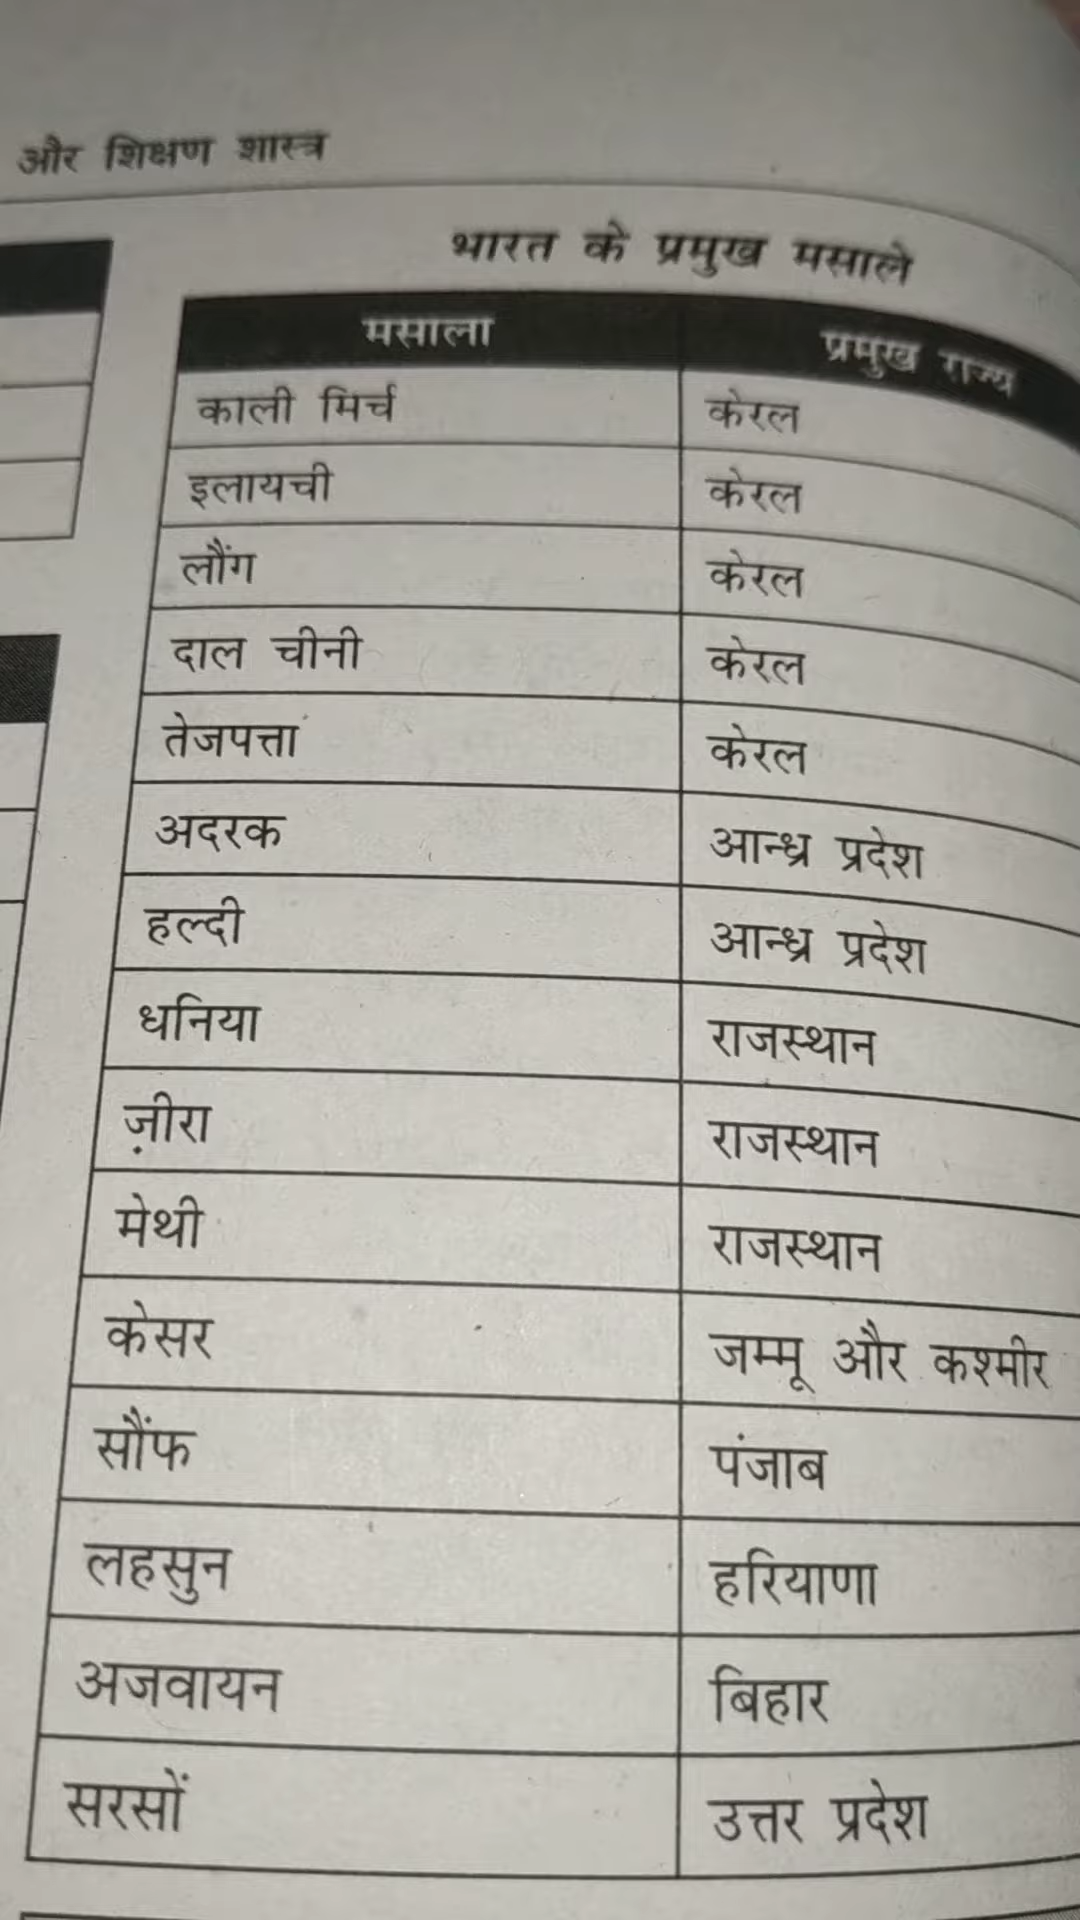 और शिक्षण शास्त्र
भारत के प्रमुख मसाले
मसाला प्रमुख राज्य
काली मिर्च केरल
इलायची केरल
लौंग केरल
दाल चीनी केरल
तेजपत्ता केरल
अदरक आन्ध्र प्रदेश
हल्दी आन्ध्र प्रदेश
धनिया राजस्थान
ज़ीरा राजस्थान
मेथी राजस्थान
केसर जम्मू और कश्मीर
सौंफ पंजाब
लहसुन हरियाणा
अजवायन बिहार
सरसों उत्तर प्रदेश